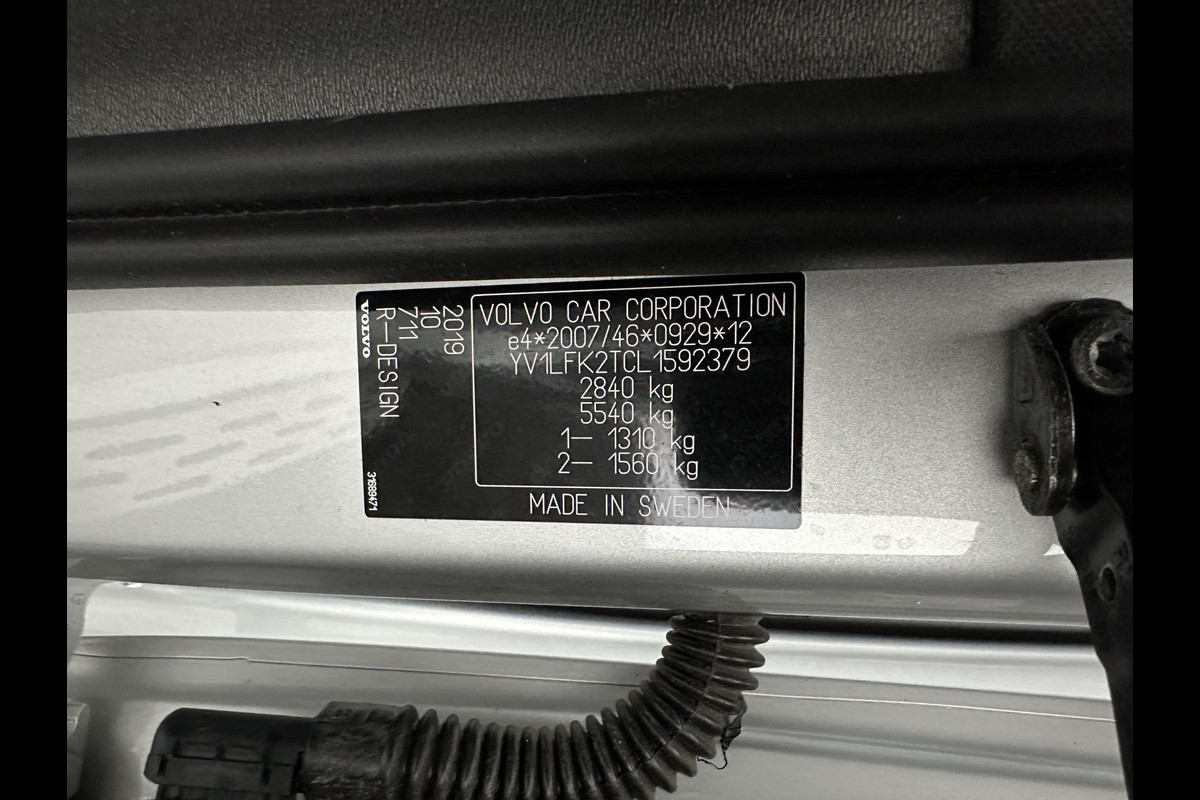 VOLVO CAR CORPORATION
e4*2007/46*0929*12
YV1LFK2TCL1592379
2840 kg
5540 kg
1– 1310 kg
2– 1560 kg
MADE IN SWEDEN
2019
10
711
R–DESIGN
VOLVO
31689471